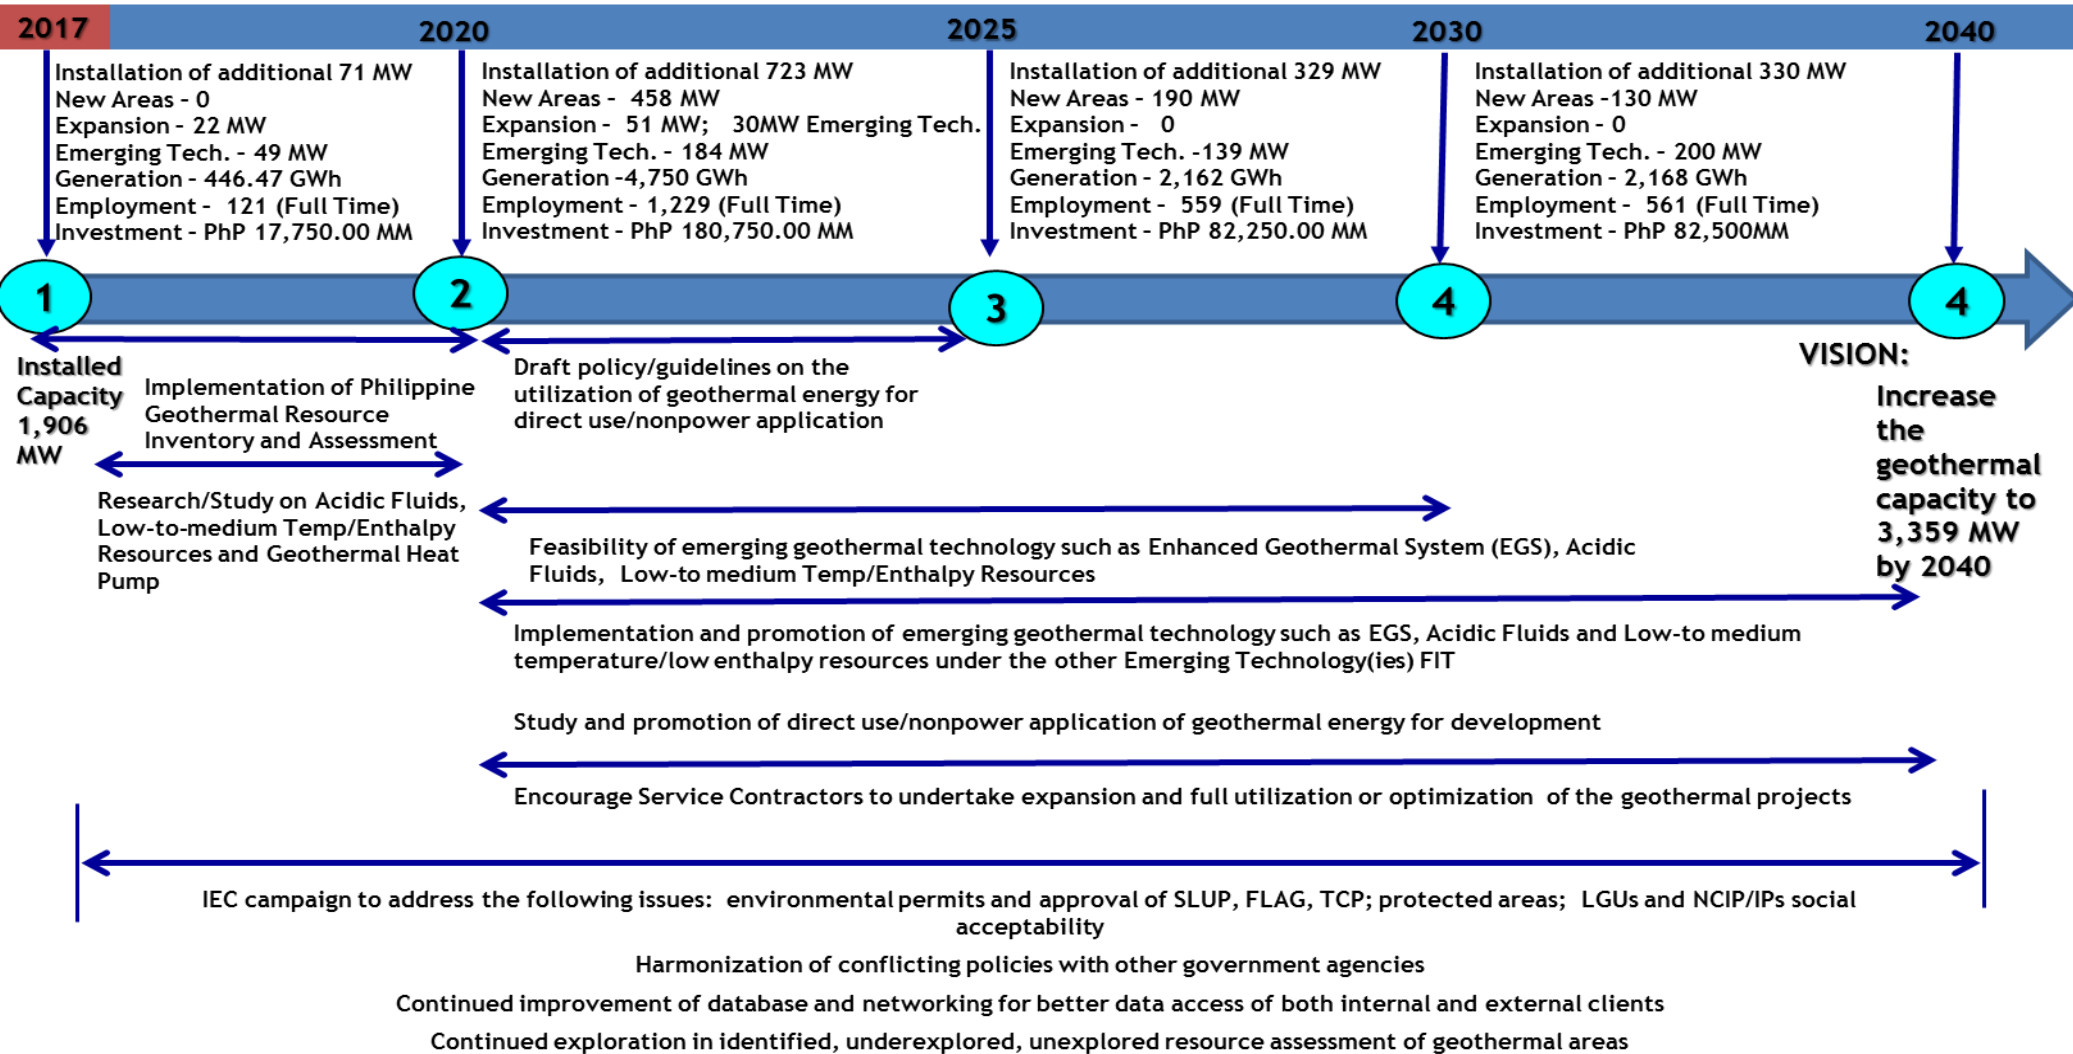 2017
2020
2025
2030
2040
Installation of additional 71 MW
New Areas - 0
Expansion - 22 MW
Emerging Tech. - 49 MW
Generation - 446.47 GWh
Employment - 121 (Full Time)
Investment - PhP 17,750.00 MM
Installation of additional 723 MW
New Areas - 458 MW
Expansion - 51 MW; 30MW Emerging Tech.
Emerging Tech. - 184 MW
Generation -4,750 GWh
Employment - 1,229 (Full Time)
Investment - PhP 180,750.00 MM
Installation of additional 329 MW
New Areas - 190 MW
Expansion - 0
Emerging Tech. -139 MW
Generation - 2,162 GWh
Employment - 559 (Full Time)
Investment - PhP 82,250.00 MM
Installation of additional 330 MW
New Areas -130 MW
Expansion - 0
Emerging Tech. - 200 MW
Generation - 2,168 GWh
Employment - 561 (Full Time)
Investment - PhP 82,500MM
1
2
3
4
4
Installed
Capacity
1,906
MW
Implementation of Philippine
Geothermal Resource
Inventory and Assessment
Draft policy/guidelines on the
utilization of geothermal energy for
direct use/nonpower application
VISION:
Increase
the
geothermal
capacity to
3,359 MW
by 2040
Research/Study on Acidic Fluids,
Low-to-medium Temp/Enthalpy
Resources and Geothermal Heat
Pump
Feasibility of emerging geothermal technology such as Enhanced Geothermal System (EGS), Acidic
Fluids, Low-to medium Temp/Enthalpy Resources
Implementation and promotion of emerging geothermal technology such as EGS, Acidic Fluids and Low-to medium
temperature/low enthalpy resources under the other Emerging Technology(ies) FIT
Study and promotion of direct use/nonpower application of geothermal energy for development
Encourage Service Contractors to undertake expansion and full utilization or optimization of the geothermal projects
IEC campaign to address the following issues: environmental permits and approval of SLUP, FLAG, TCP; protected areas; LGUs and NCIP/IPs social
acceptability
Harmonization of conflicting policies with other government agencies
Continued improvement of database and networking for better data access of both internal and external clients
Continued exploration in identified, underexplored, unexplored resource assessment of geothermal areas